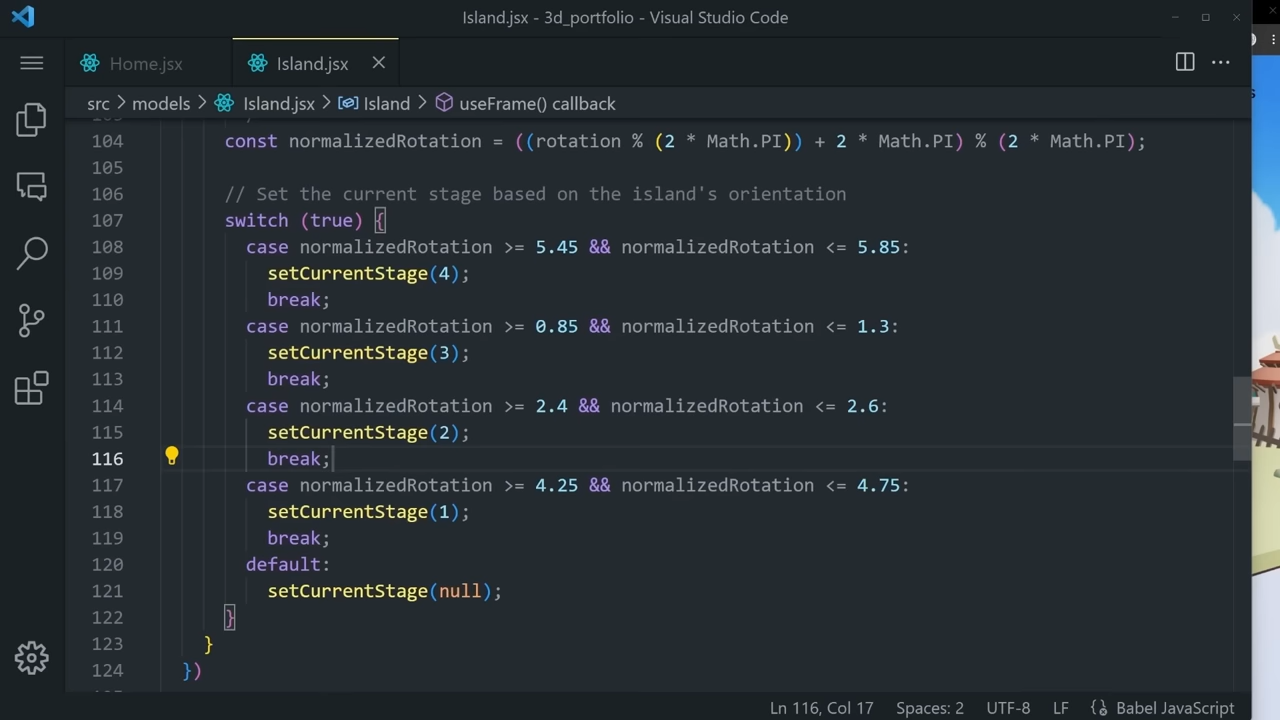 Island.jsx - 3d_portfolio - Visual Studio Code
Home.jsx
Island.jsx
src > models > Island.jsx > Island > useFrame() callback
104 const normalizedRotation = ((rotation % (2 * Math.PI)) + 2 * Math.PI) % (2 * Math.PI);
105
106 // Set the current stage based on the island's orientation
107 switch (true) {
108 case normalizedRotation >= 5.45 && normalizedRotation <= 5.85:
109 setCurrentStage(4);
110 break;
111 case normalizedRotation >= 0.85 && normalizedRotation <= 1.3:
112 setCurrentStage(3);
113 break;
114 case normalizedRotation >= 2.4 && normalizedRotation <= 2.6:
115 setCurrentStage(2);
116 break;
117 case normalizedRotation >= 4.25 && normalizedRotation <= 4.75:
118 setCurrentStage(1);
119 break;
120 default:
121 setCurrentStage(null);
122 }
123 }
124 })
Ln 116, Col 17 Spaces: 2 UTF-8 LF Babel JavaScript